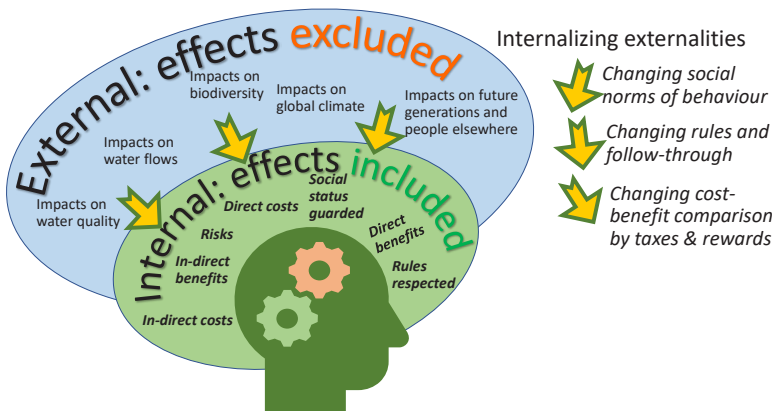 External: effects excluded
Impacts on
biodiversity
Impacts on
global climate
Impacts on future
generations and
people elsewhere
Impacts on
water flows
Impacts on
water quality
Internal: effects included
Social
status
guarded
Direct costs
Direct
benefits
Risks
In-direct
benefits
Rules
respected
In-direct costs
Internalizing externalities
Changing social
norms of behaviour
Changing rules and
follow-through
Changing cost-
benefit comparison
by taxes & rewards